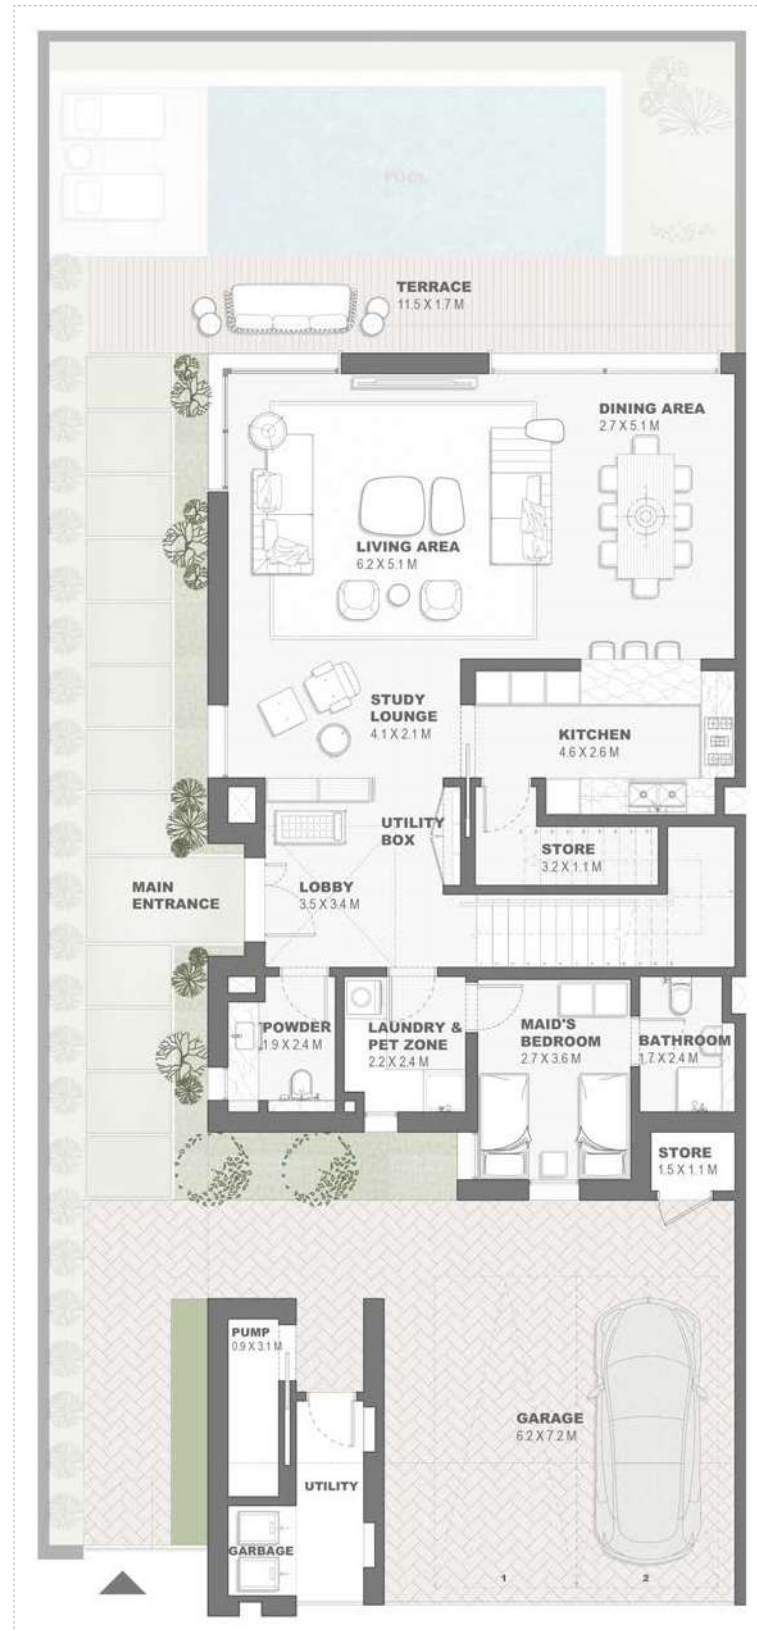 POOL
TERRACE
11.5 X 1.7 M
DINING AREA
2.7 X 5.1 M
LIVING AREA
6.2 X 5.1 M
STUDY
LOUNGE
4.1 X 2.1 M
KITCHEN
4.6 X 2.6 M
UTILITY
BOX
STORE
3.2 X 1.1 M
MAIN
ENTRANCE
LOBBY
3.5 X 3.4 M
POWDER
1.9 X 2.4 M
LAUNDRY &
PET ZONE
2.2 X 2.4 M
MAID'S
BEDROOM
2.7 X 3.6 M
BATHROOM
1.7 X 2.4 M
STORE
1.5 X 1.1 M
PUMP
0.9 X 3.1 M
GARAGE
6.2 X 7.2 M
UTILITY
GARBAGE
1
2